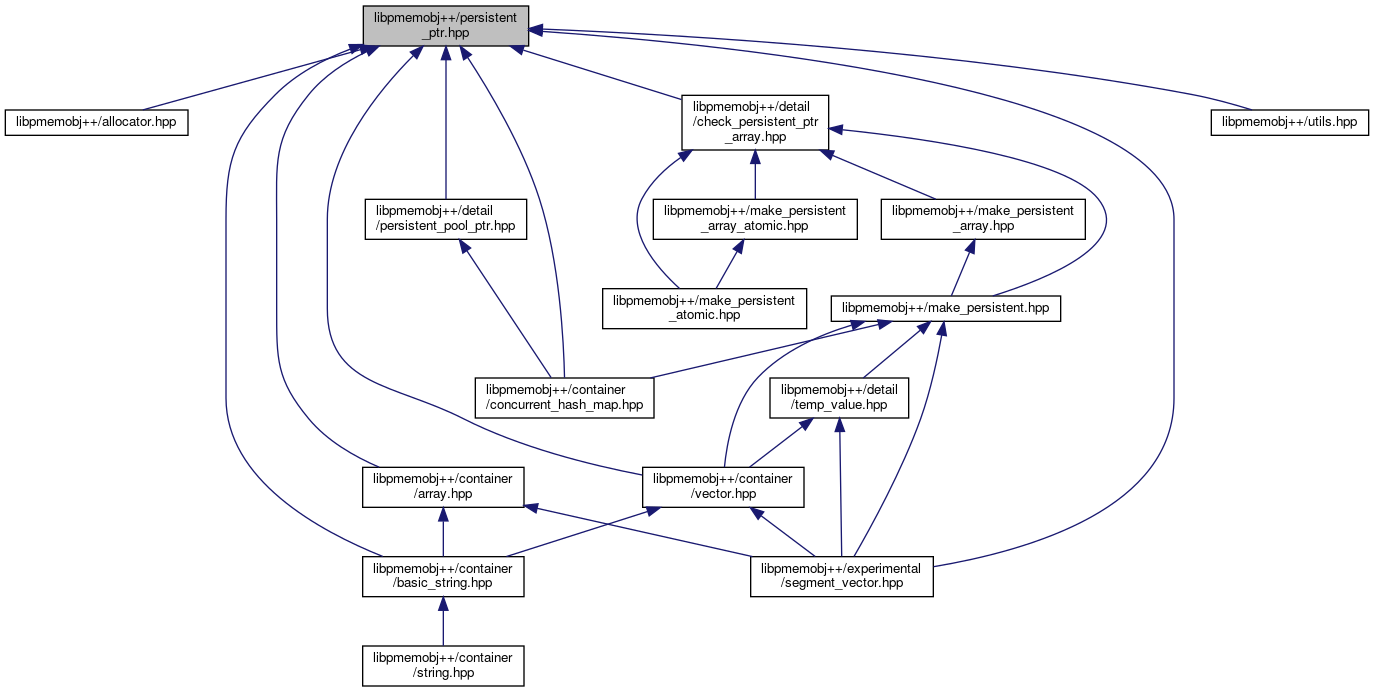 libpmemobj++/persistent
_ptr.hpp
libpmemobj++/allocator.hpp
libpmemobj++/detail
/check_persistent_ptr
_array.hpp
libpmemobj++/utils.hpp
libpmemobj++/detail
/persistent_pool_ptr.hpp
libpmemobj++/make_persistent
_array_atomic.hpp
libpmemobj++/make_persistent
_array.hpp
libpmemobj++/make_persistent
_atomic.hpp
libpmemobj++/make_persistent.hpp
libpmemobj++/container
/concurrent_hash_map.hpp
libpmemobj++/detail
/temp_value.hpp
libpmemobj++/container
/array.hpp
libpmemobj++/container
/vector.hpp
libpmemobj++/container
/basic_string.hpp
libpmemobj++/experimental
/segment_vector.hpp
libpmemobj++/container
/string.hpp